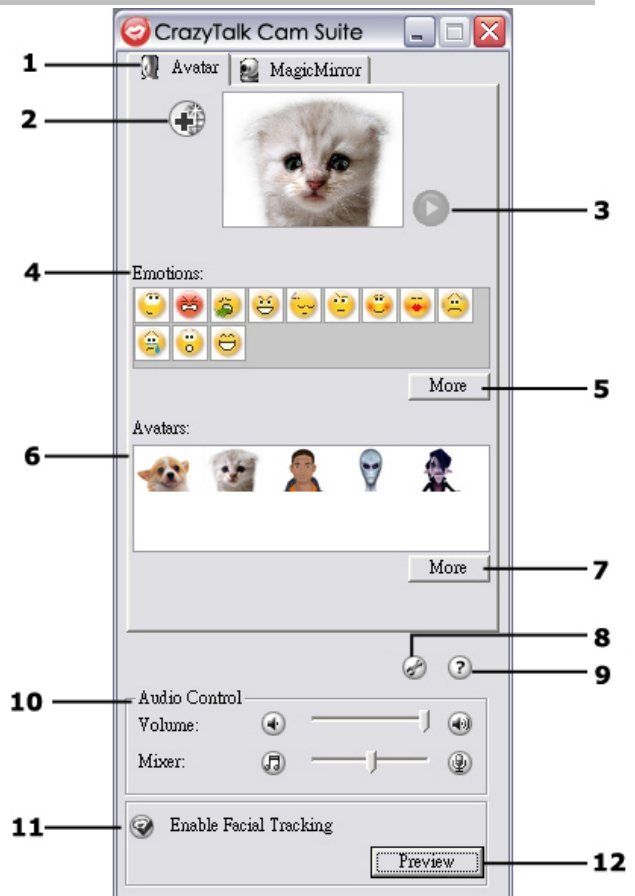 CrazyTalk Cam Suite
1
Avatar MagicMirror
2
3
4
Emotions:
More
5
Avatars:
6
More
7
8
?
9
10
Audio Control
Volume:
Mixer:
11
Enable Facial Tracking
Preview
12